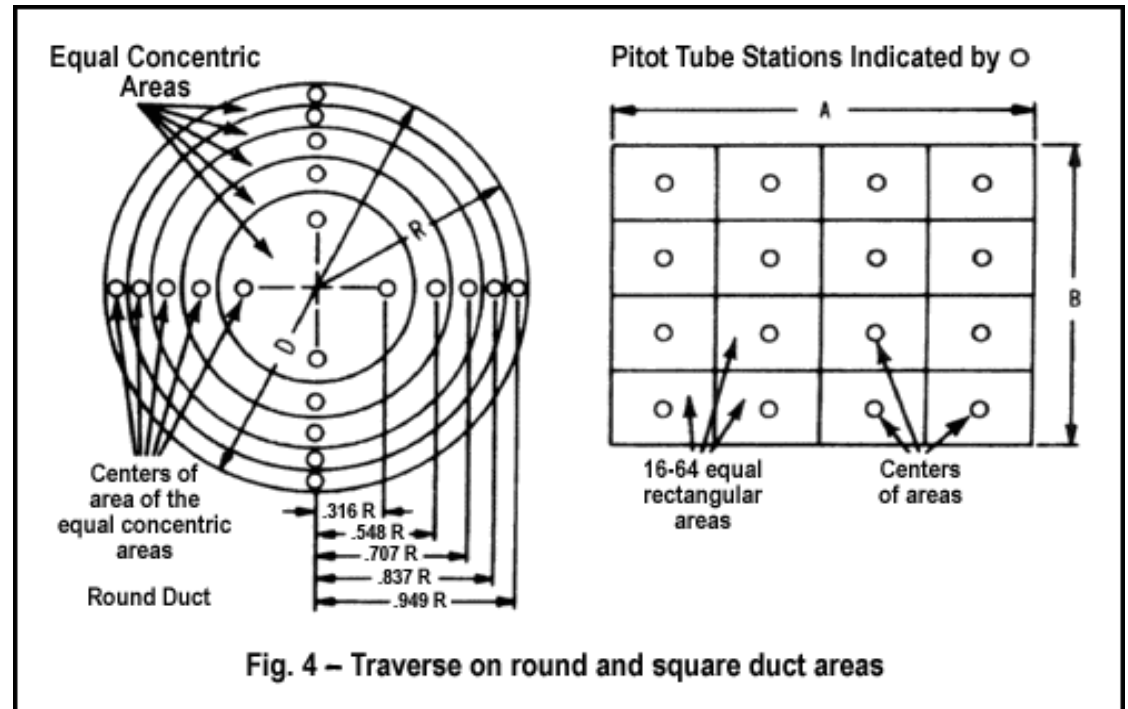 Equal Concentric
Areas
Pitot Tube Stations Indicated by O
A
R
D
B
Centers of
area of the
equal concentric
areas
Round Duct
.316 R
.548 R
.707 R
.837 R
.949 R
16-64 equal
rectangular
areas
Centers
of areas
Fig. 4 – Traverse on round and square duct areas